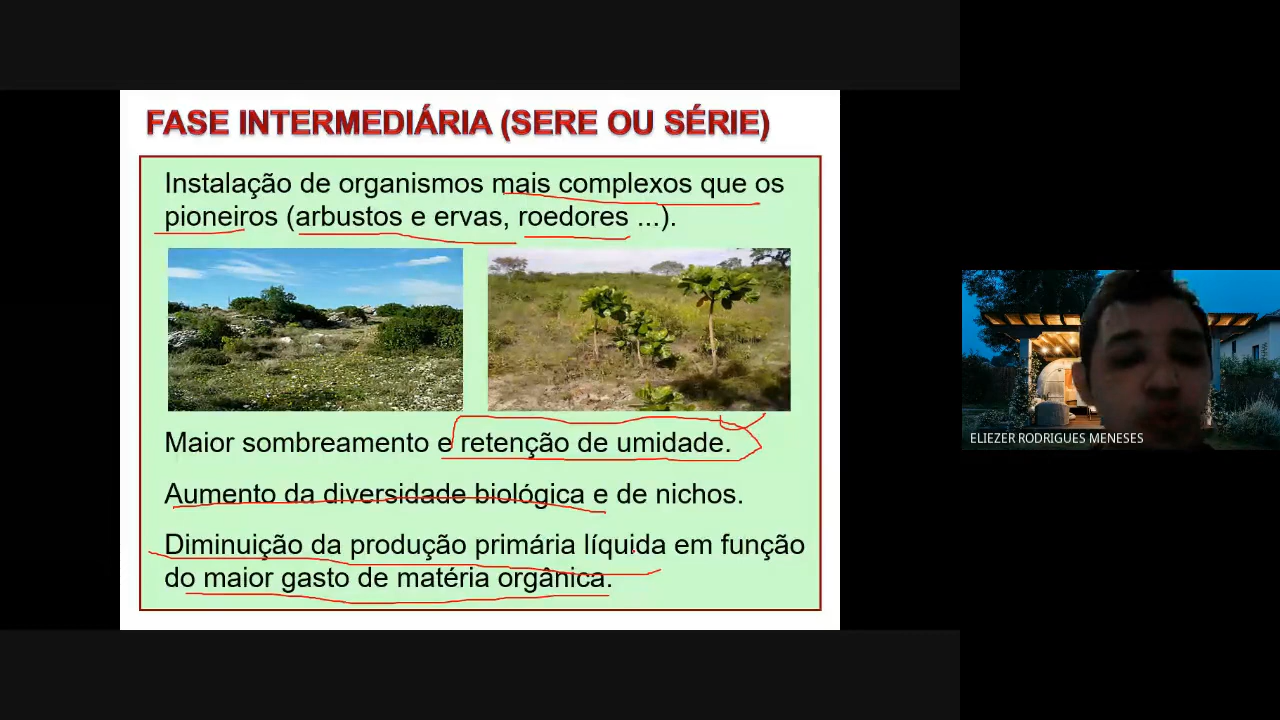 FASE INTERMEDIÁRIA (SERE OU SÉRIE)
Instalação de organismos mais complexos que os
pioneiros (arbustos e ervas, roedores ...).
Maior sombreamento e retenção de umidade.
Aumento da diversidade biológica e de nichos.
Diminuição da produção primária líquida em função
do maior gasto de matéria orgânica.
ELIEZER RODRIGUES MENESES